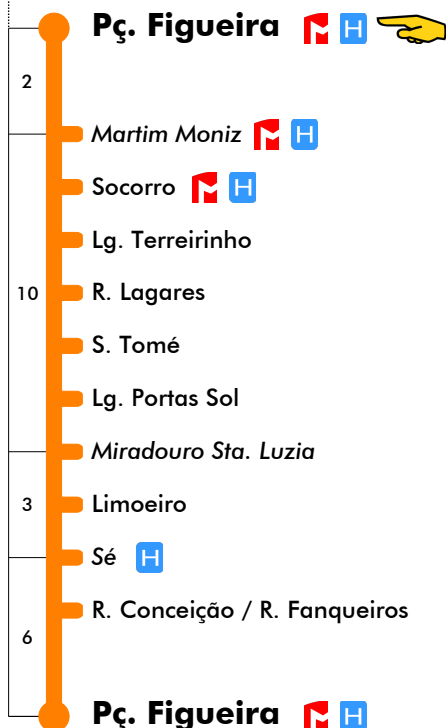 Pç. Figueira M H
2
Martim Moniz M H
Socorro M H
Lg. Terreirinho
10 R. Lagares
S. Tomé
Lg. Portas Sol
Miradouro Sta. Luzia
3 Limoeiro
Sé H
R. Conceição / R. Fanqueiros
6
Pç. Figueira M H